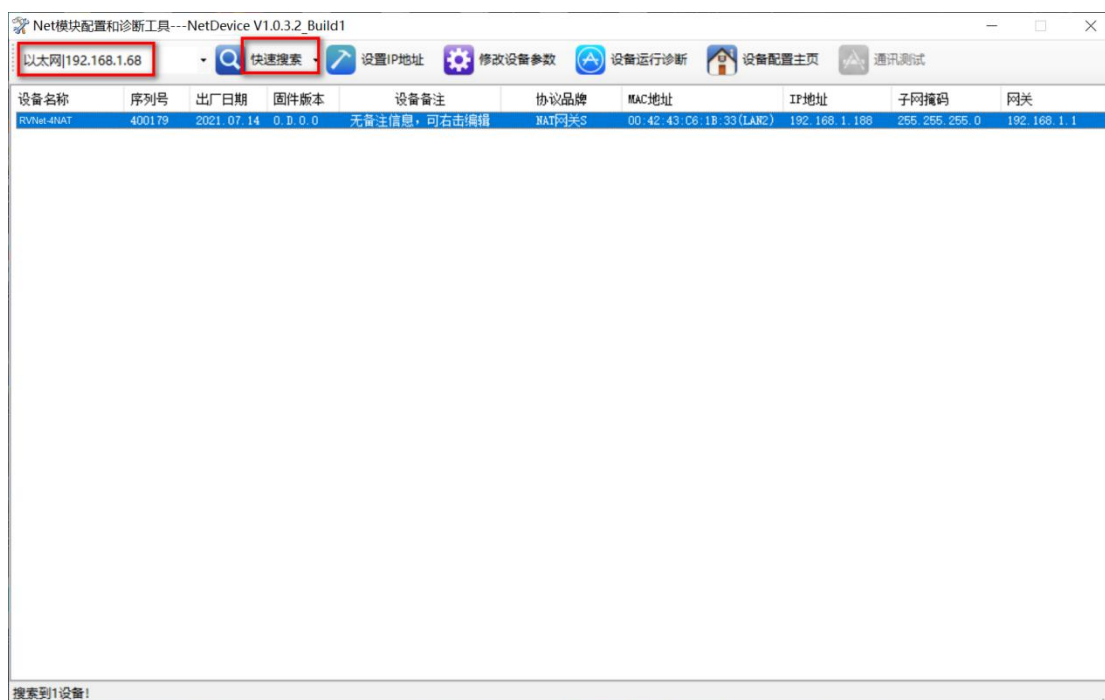 Net模块配置和诊断工具---NetDevice V1.0.3.2_Build1
以太网|192.168.1.68 快速搜索 设置IP地址 修改设备参数 设备运行诊断 设备配置主页 通讯测试
设备名称 序列号 出厂日期 固件版本 设备备注 协议品牌 MAC地址 IP地址 子网掩码 网关
RVNet-4NAT 400179 2021.07.14 0.D.0.0 无备注信息，可右击编辑 NAT网关S 00:42:43:C6:1B:33(LAN2) 192.168.1.188 255.255.255.0 192.168.1.1
搜索到1设备!